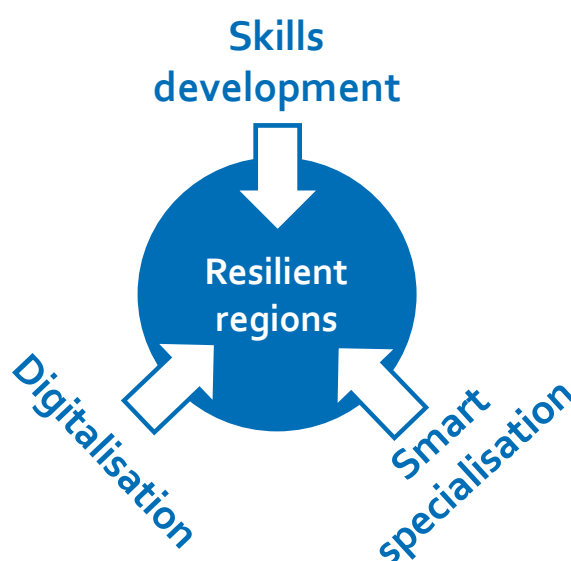 Skills
development
Resilient
regions
Digitalisation
Smart
specialisation